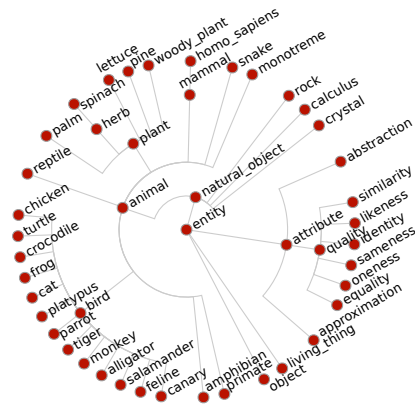 lettuce
pine
woody_plant
homo_sapiens
mammal
snake
monotreme
spinach
herb
plant
rock
calculus
crystal
palm
reptile
abstraction
animal
natural_object
similarity
chicken
entity
likeness
turtle
attribute
quality
identity
crocodile
sameness
frog
oneness
cat
equality
platypus
bird
approximation
parrot
tiger
living_thing
monkey
object
alligator
primate
salamander
amphibian
feline
canary